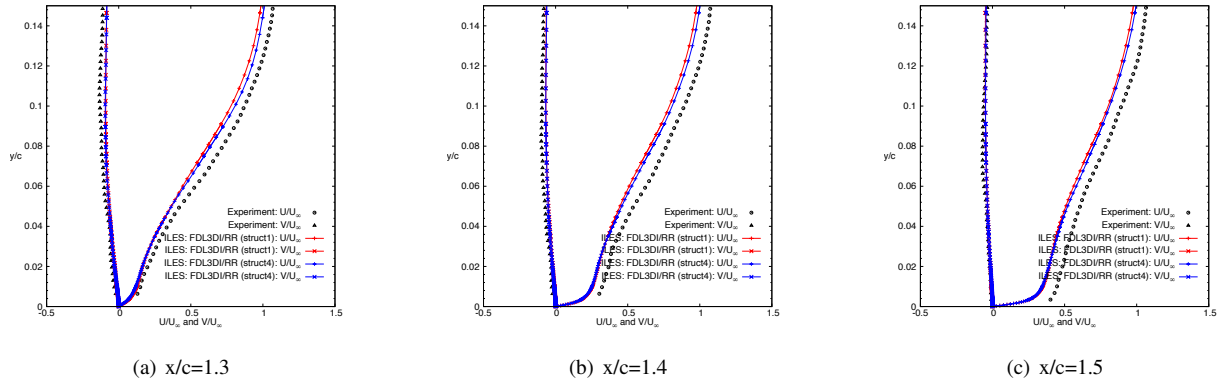 0.14
0.12
0.1
y/c
0.08
0.06
0.04
0.02
0
-0.5
0
0.5
1
1.5
U/U∞ and V/U∞
Experiment: U/U∞
Experiment: V/U∞
ILES: FDL3DI/RR (struct1): U/U∞
ILES: FDL3DI/RR (struct1): V/U∞
ILES: FDL3DI/RR (struct4): U/U∞
ILES: FDL3DI/RR (struct4): V/U∞
(a) x/c=1.3
0.14
0.12
0.1
y/c
0.08
0.06
0.04
0.02
0
-0.5
0
0.5
1
1.5
U/U∞ and V/U∞
Experiment: U/U∞
Experiment: V/U∞
ILES: FDL3DI/RR (struct1): U/U∞
ILES: FDL3DI/RR (struct1): V/U∞
ILES: FDL3DI/RR (struct4): U/U∞
ILES: FDL3DI/RR (struct4): V/U∞
(b) x/c=1.4
0.14
0.12
0.1
y/c
0.08
0.06
0.04
0.02
0
-0.5
0
0.5
1
1.5
U/U∞ and V/U∞
Experiment: U/U∞
Experiment: V/U∞
ILES: FDL3DI/RR (struct1): U/U∞
ILES: FDL3DI/RR (struct1): V/U∞
ILES: FDL3DI/RR (struct4): U/U∞
ILES: FDL3DI/RR (struct4): V/U∞
(c) x/c=1.5